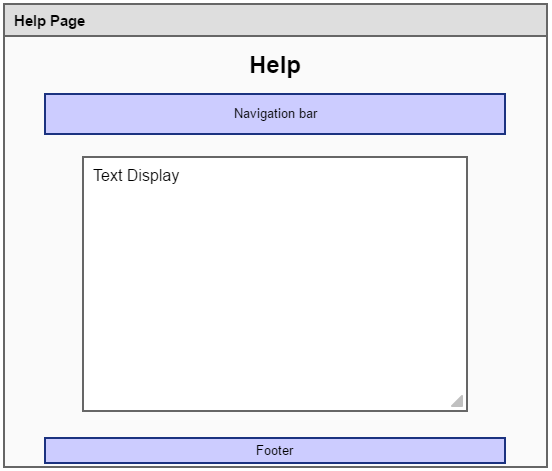 Help Page
Help
Navigation bar
Text Display
Footer